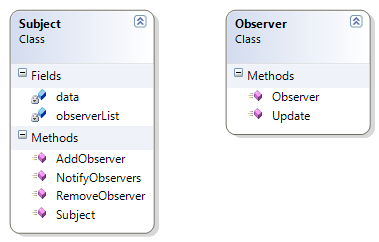 Subject
Class
Fields
data
observerList
Methods
AddObserver
NotifyObservers
RemoveObserver
Subject
Observer
Class
Methods
Observer
Update